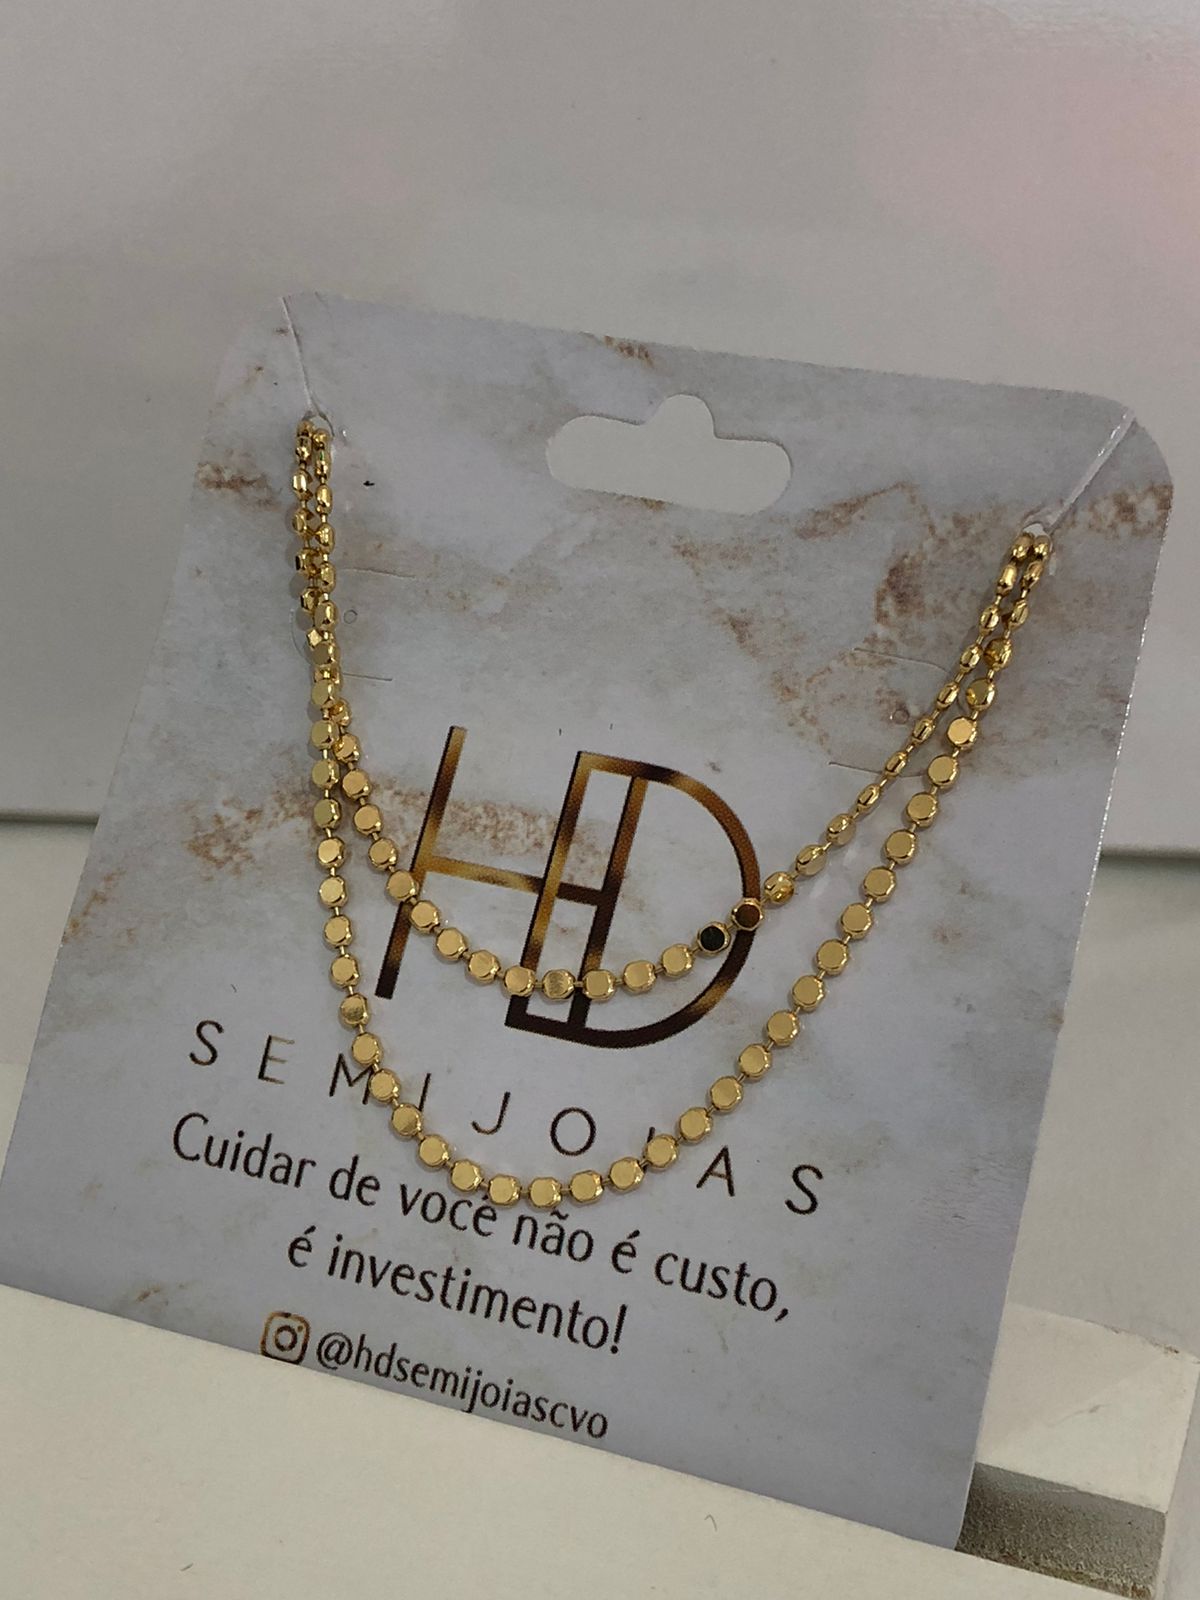 HD
SEMIJOIAS
Cuidar de você não é custo,
é investimento!
@hdsemijoiascvo